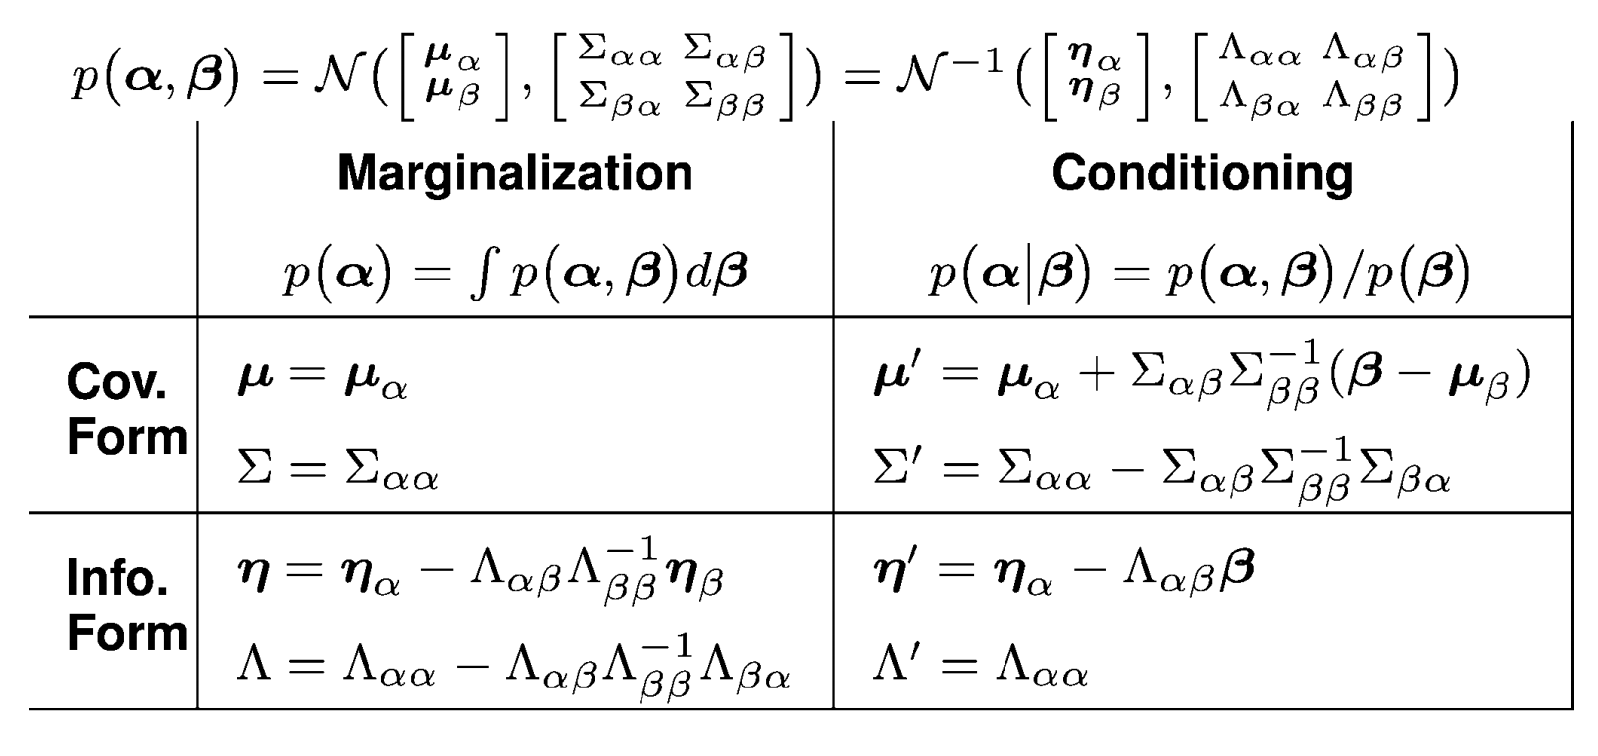 p(α, β) = 𝒩([μ_α μ_β], [Σ_αα Σ_αβ Σ_βα Σ_ββ]) = 𝒩^−1([η_α η_β], [Λ_αα Λ_αβ Λ_βα Λ_ββ])
Marginalization Conditioning
p(α) = ∫ p(α, β)dβ p(α|β) = p(α, β)/p(β)
Cov. Form
μ = μ_α μ′ = μ_α + Σ_αβ Σ_ββ^−1 (β − μ_β)
Σ = Σ_αα Σ′ = Σ_αα − Σ_αβ Σ_ββ^−1 Σ_βα
Info. Form
η = η_α − Λ_αβ Λ_ββ^−1 η_β η′ = η_α − Λ_αβ β
Λ = Λ_αα − Λ_αβ Λ_ββ^−1 Λ_βα Λ′ = Λ_αα